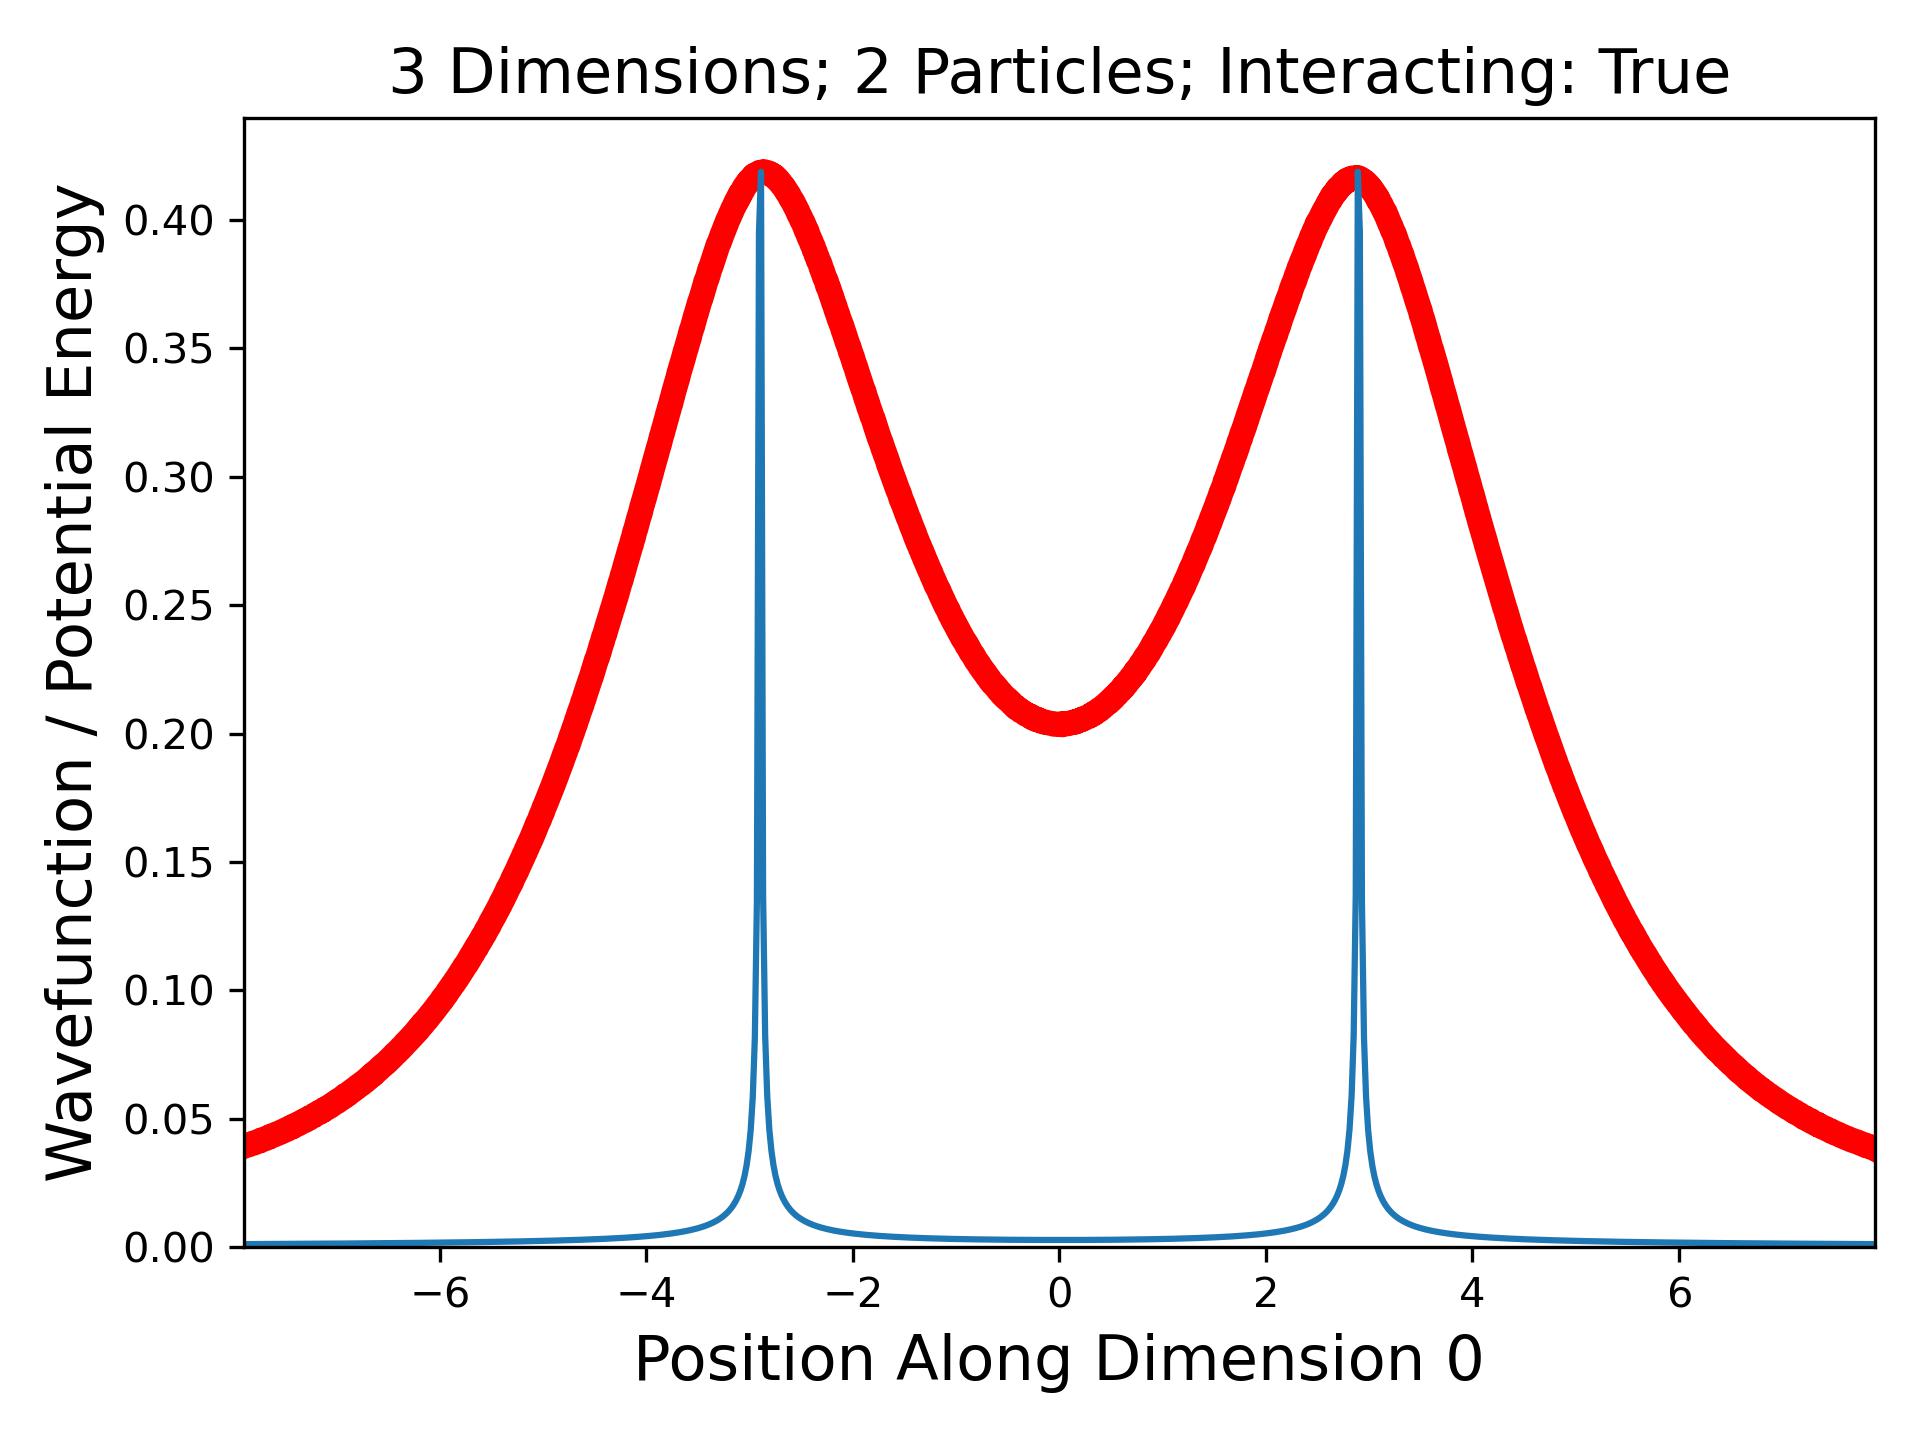 3 Dimensions; 2 Particles; Interacting: True
Wavefunction / Potential Energy
0.40
0.35
0.30
0.25
0.20
0.15
0.10
0.05
0.00
−6 −4 −2 0 2 4 6
Position Along Dimension 0